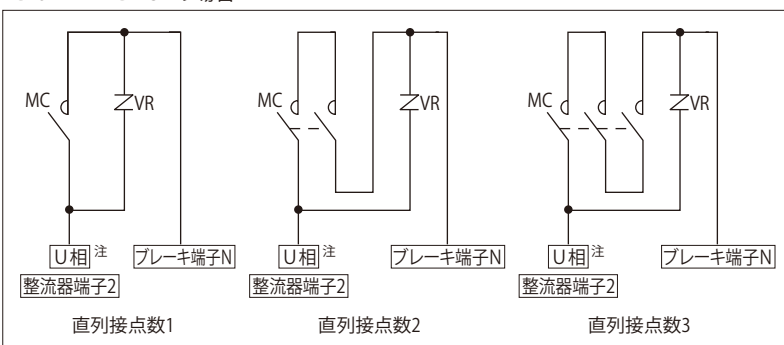 MC VR MC VR MC VR
U相 注 ブレーキ端子N U相 注 ブレーキ端子N U相 注 ブレーキ端子N
整流器端子2 整流器端子2 整流器端子2
直列接点数1 直列接点数2 直列接点数3